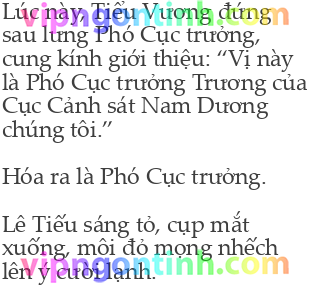 Lúc này, Tiểu Vương đứng
sau lưng Phó Cục trưởng,
cung kính giới thiệu: “Vị này
là Phó Cục trưởng Trương của
Cục Cảnh sát Nam Dương
chúng tôi.”
Hóa ra là Phó Cục trưởng.
Lê Tiếu sáng tỏ, cụp mắt
xuống, môi đỏ mọng nhếch
lên ý cười lạnh.
vipngontinh.com
vipngontinh.com